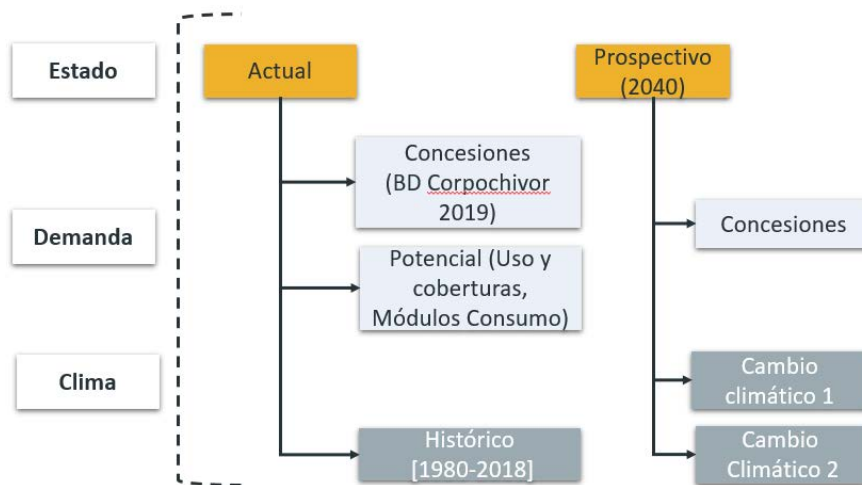 Estado
Actual
Prospectivo
(2040)
Demanda
Concesiones
(BD Corpochivor
2019)
Potencial (Uso y
coberturas,
Módulos Consumo)
Concesiones
Clima
Histórico
[1980-2018]
Cambio
climático 1
Cambio
Climático 2